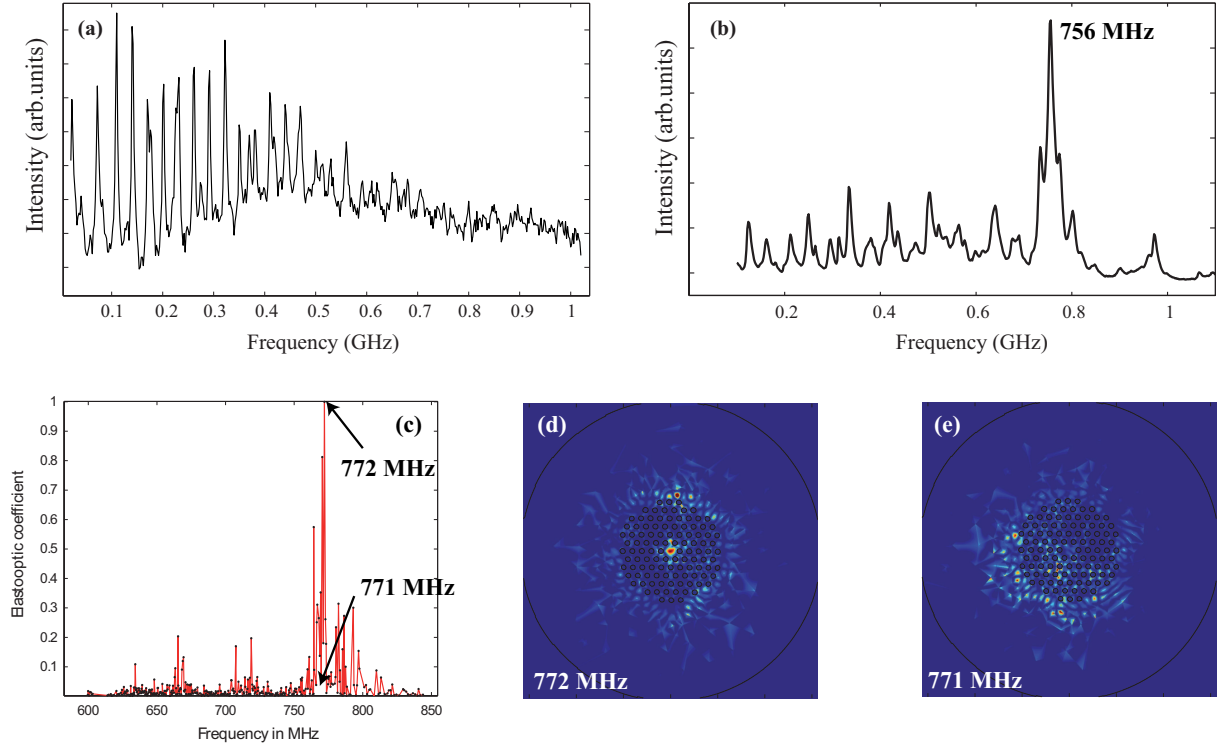 (a)
Intensity (arb.units)
0.1 0.2 0.3 0.4 0.5 0.6 0.7 0.8 0.9 1
Frequency (GHz)
(b)
756 MHz
Intensity (arb.units)
0.2 0.4 0.6 0.8 1
Frequency (GHz)
(c)
772 MHz
771 MHz
Elastooptic coefficient
1
0.9
0.8
0.7
0.6
0.5
0.4
0.3
0.2
0.1
600 650 700 750 800 850
Frequency in MHz
(d)
772 MHz
(e)
771 MHz